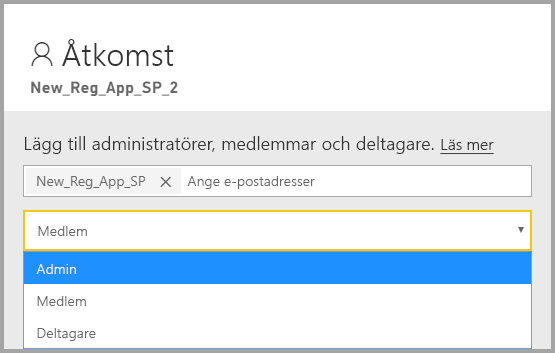 Åtkomst
New_Reg_App_SP_2
Lägg till administratörer, medlemmar och deltagare. Läs mer
New_Reg_App_SP Ange e-postadresser
Medlem
Admin
Medlem
Deltagare